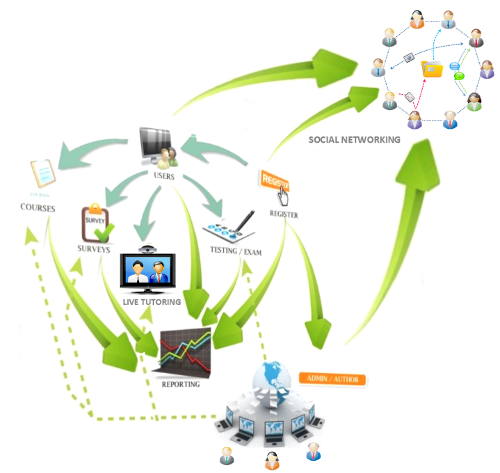 SOCIAL NETWORKING
USERS
REGISTER
REGISTER
COURSES
SURVEY
SURVEYS
TESTING / EXAM
LIVE TUTORING
REPORTING
ADMIN / AUTHOR